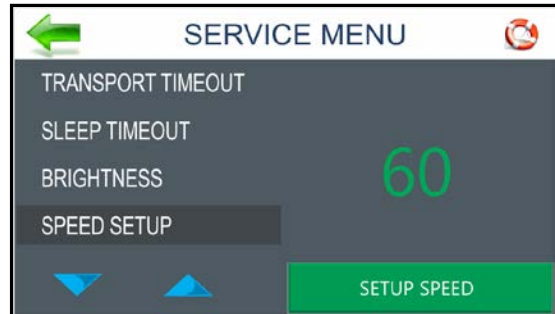 SERVICE MENU
TRANSPORT TIMEOUT
SLEEP TIMEOUT
BRIGHTNESS
60
SPEED SETUP
SETUP SPEED